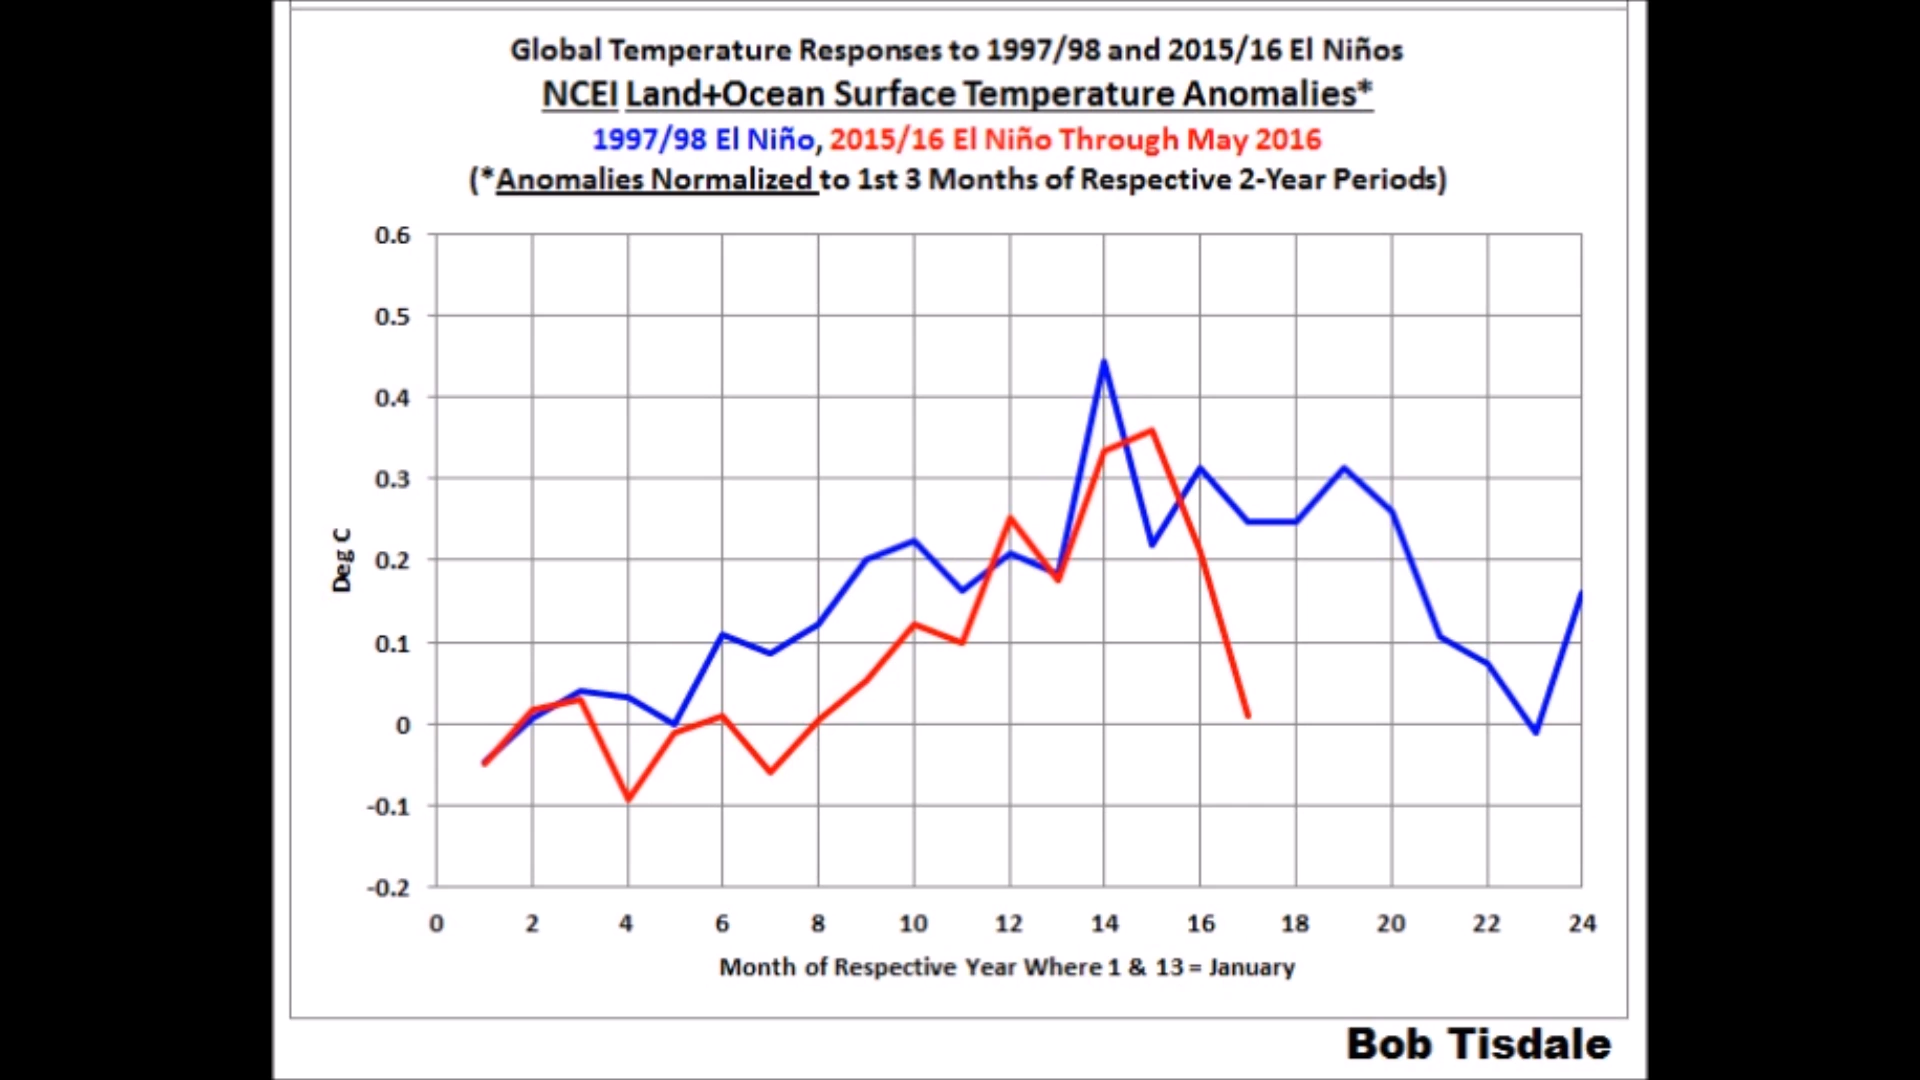 Global Temperature Responses to 1997/98 and 2015/16 El Niños
NCEI Land+Ocean Surface Temperature Anomalies*
1997/98 El Niño, 2015/16 El Niño Through May 2016
(*Anomalies Normalized to 1st 3 Months of Respective 2-Year Periods)
0.6
0.5
0.4
0.3
0.2
0.1
0
-0.1
-0.2
Deg C
0 2 4 6 8 10 12 14 16 18 20 22 24
Month of Respective Year Where 1 & 13 = January
Bob Tisdale